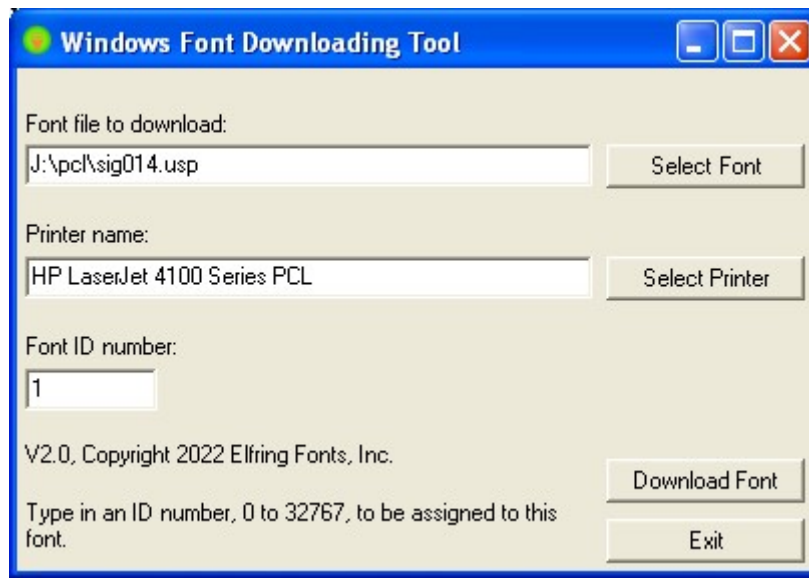 Windows Font Downloading Tool
Font file to download:
J:\pcl\sig014.usp
Select Font
Printer name:
HP LaserJet 4100 Series PCL
Select Printer
Font ID number:
1
V2.0, Copyright 2022 Elfring Fonts, Inc.
Download Font
Type in an ID number, 0 to 32767, to be assigned to this
font.
Exit